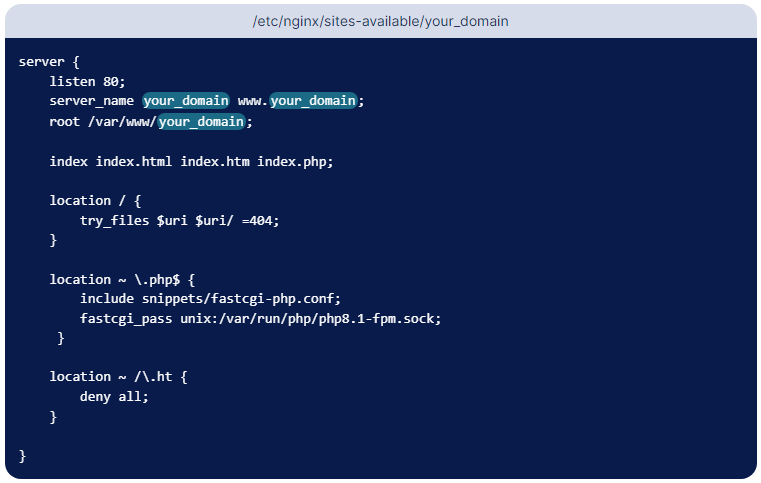 /etc/nginx/sites-available/your_domain
server {
    listen 80;
    server_name your_domain www.your_domain;
    root /var/www/your_domain;

    index index.html index.htm index.php;

    location / {
        try_files $uri $uri/ =404;
    }

    location ~ \.php$ {
        include snippets/fastcgi-php.conf;
        fastcgi_pass unix:/var/run/php/php8.1-fpm.sock;
     }

    location ~ /\.ht {
        deny all;
    }

}